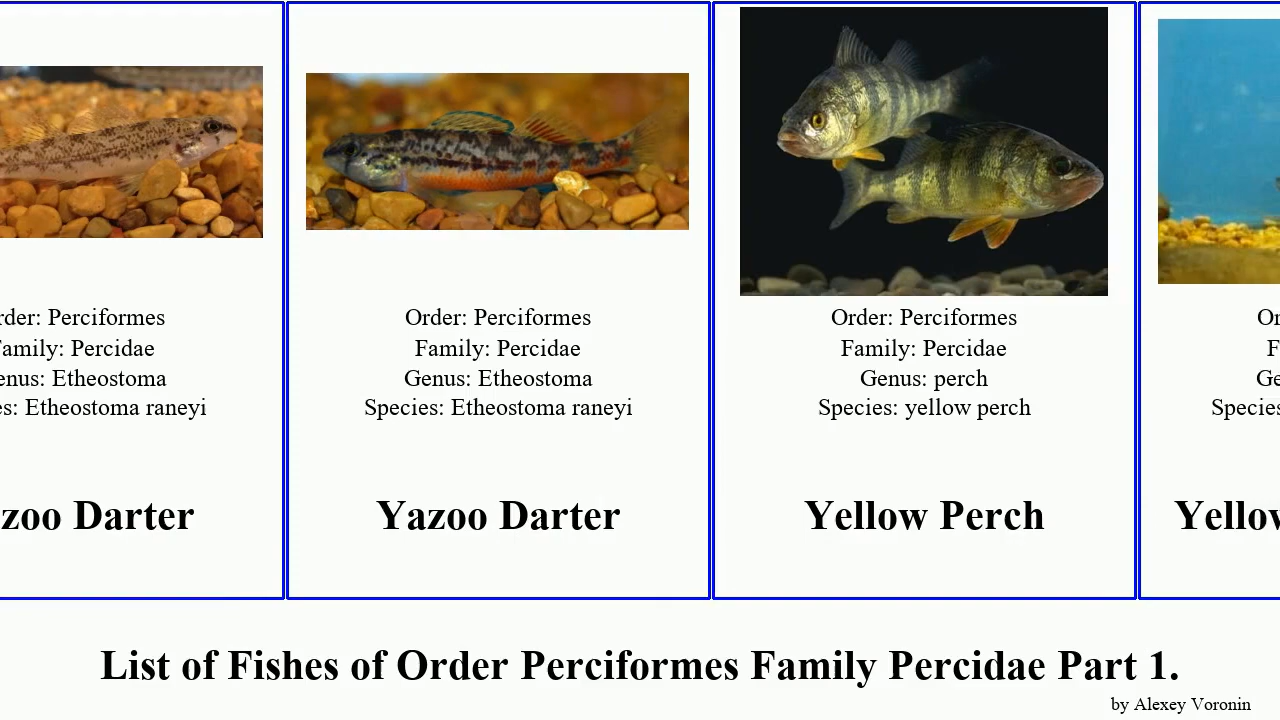 rder: Perciformes
amily: Percidae
enus: Etheostoma
es: Etheostoma raneyi
zoo Darter
Order: Perciformes
Family: Percidae
Genus: Etheostoma
Species: Etheostoma raneyi
Yazoo Darter
Order: Perciformes
Family: Percidae
Genus: perch
Species: yellow perch
Yellow Perch
Or
F
Ge
Species
Yellow
List of Fishes of Order Perciformes Family Percidae Part 1.
by Alexey Voronin